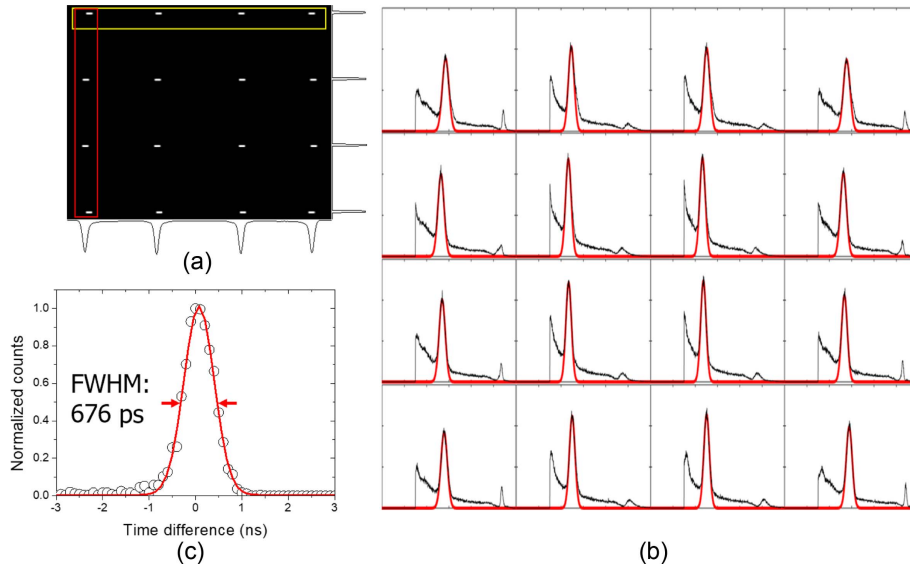 (a)
1.0
0.8
0.6
0.4
0.2
0.0
Normalized counts
FWHM:
676 ps
-3 -2 -1 0 1 2 3
Time difference (ns)
(c)
(b)